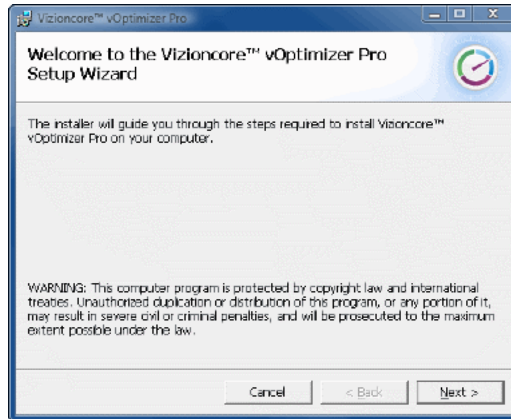 Vizioncore™ vOptimizer Pro
Welcome to the Vizioncore™ vOptimizer Pro
Setup Wizard
The installer will guide you through the steps required to install Vizioncore™
vOptimizer Pro on your computer.
WARNING: This computer program is protected by copyright law and international
treaties. Unauthorized duplication or distribution of this program, or any portion of it,
may result in severe civil or criminal penalties, and will be prosecuted to the maximum
extent possible under the law.
Cancel
< Back
Next >